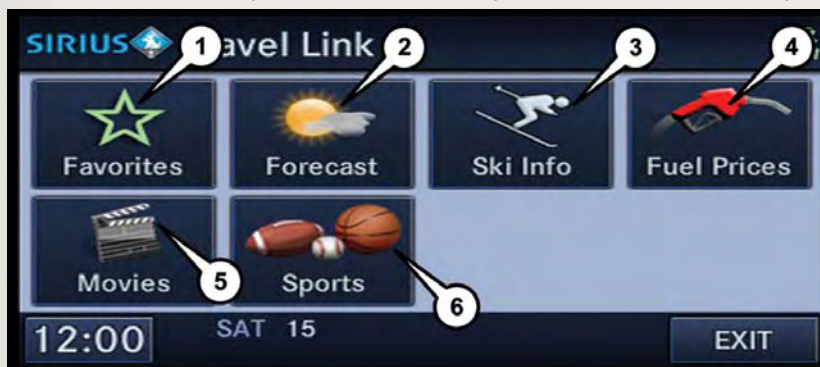 SIRIUS avel Link
1 2 3 4
Favorites Forecast Ski Info Fuel Prices
Movies Sports
5 6
12:00 SAT 15 EXIT